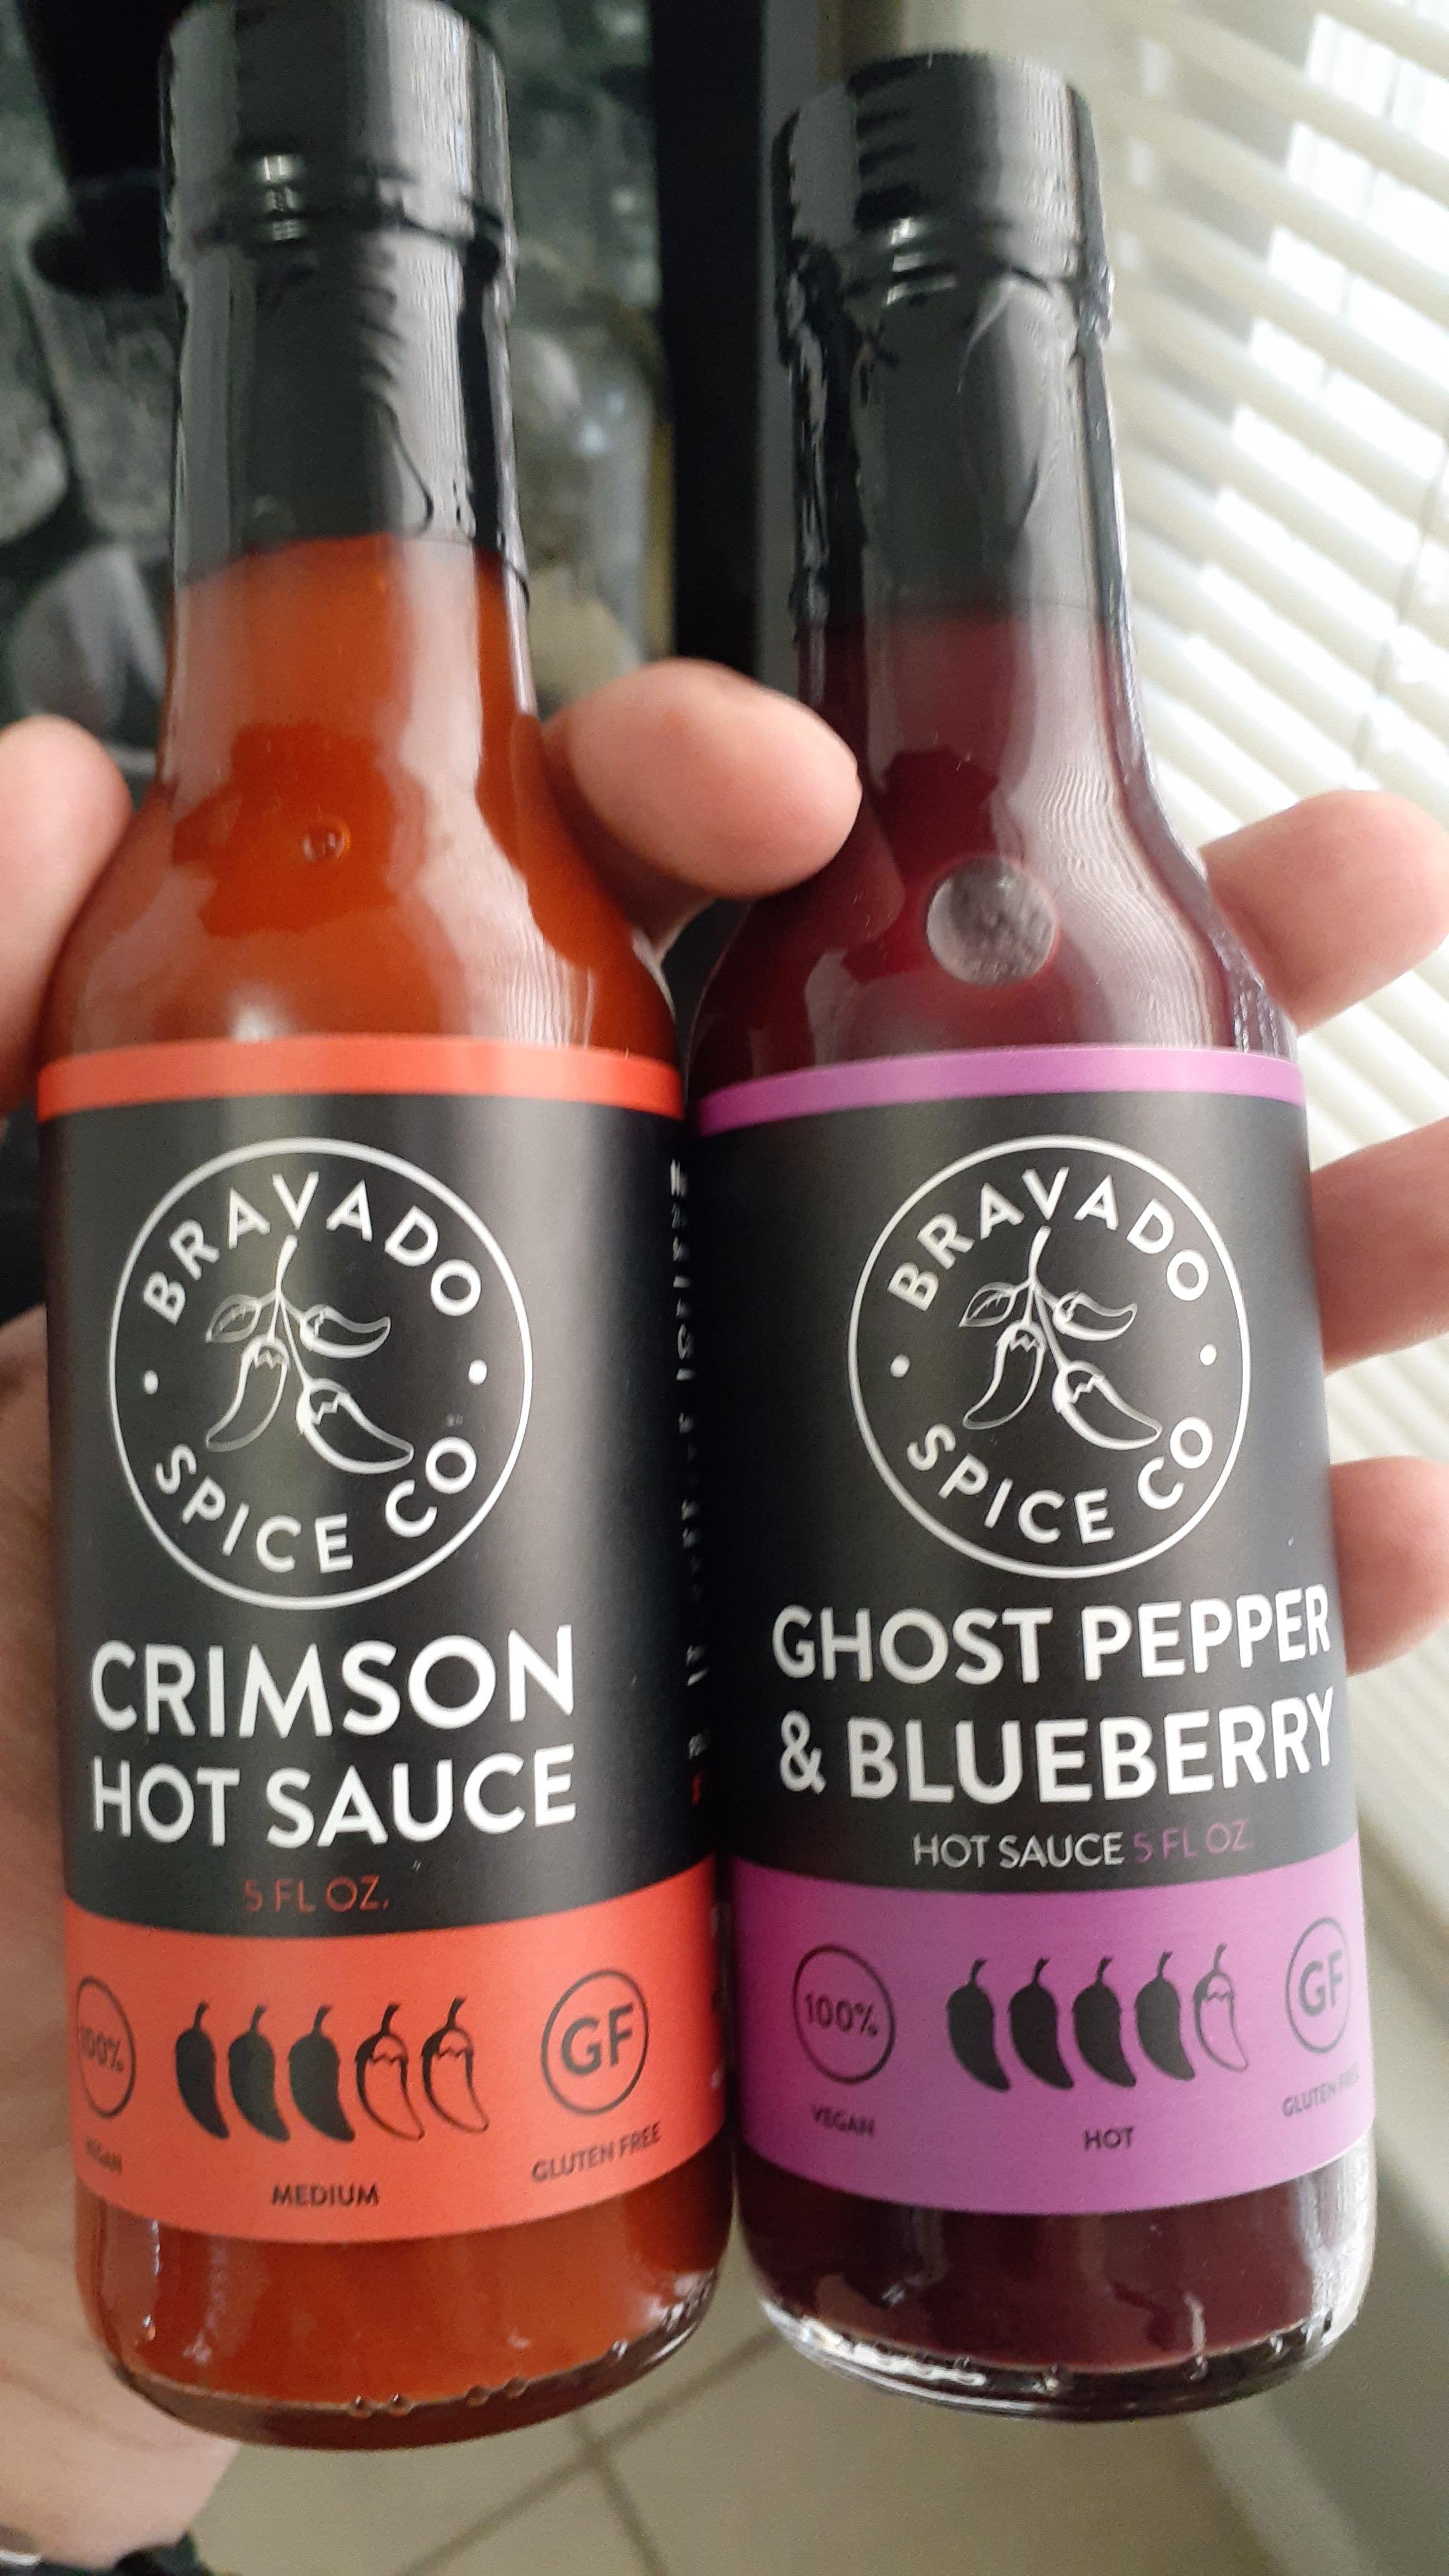 BRAVADO
SPICE CO
CRIMSON
HOT SAUCE
5 FL OZ.
100%
VEGAN
MEDIUM
GF
GLUTEN FREE
BRAVADO
SPICE CO
GHOST PEPPER
& BLUEBERRY
HOT SAUCE 5 FL OZ.
100%
VEGAN
HOT
GF
GLUTEN FREE